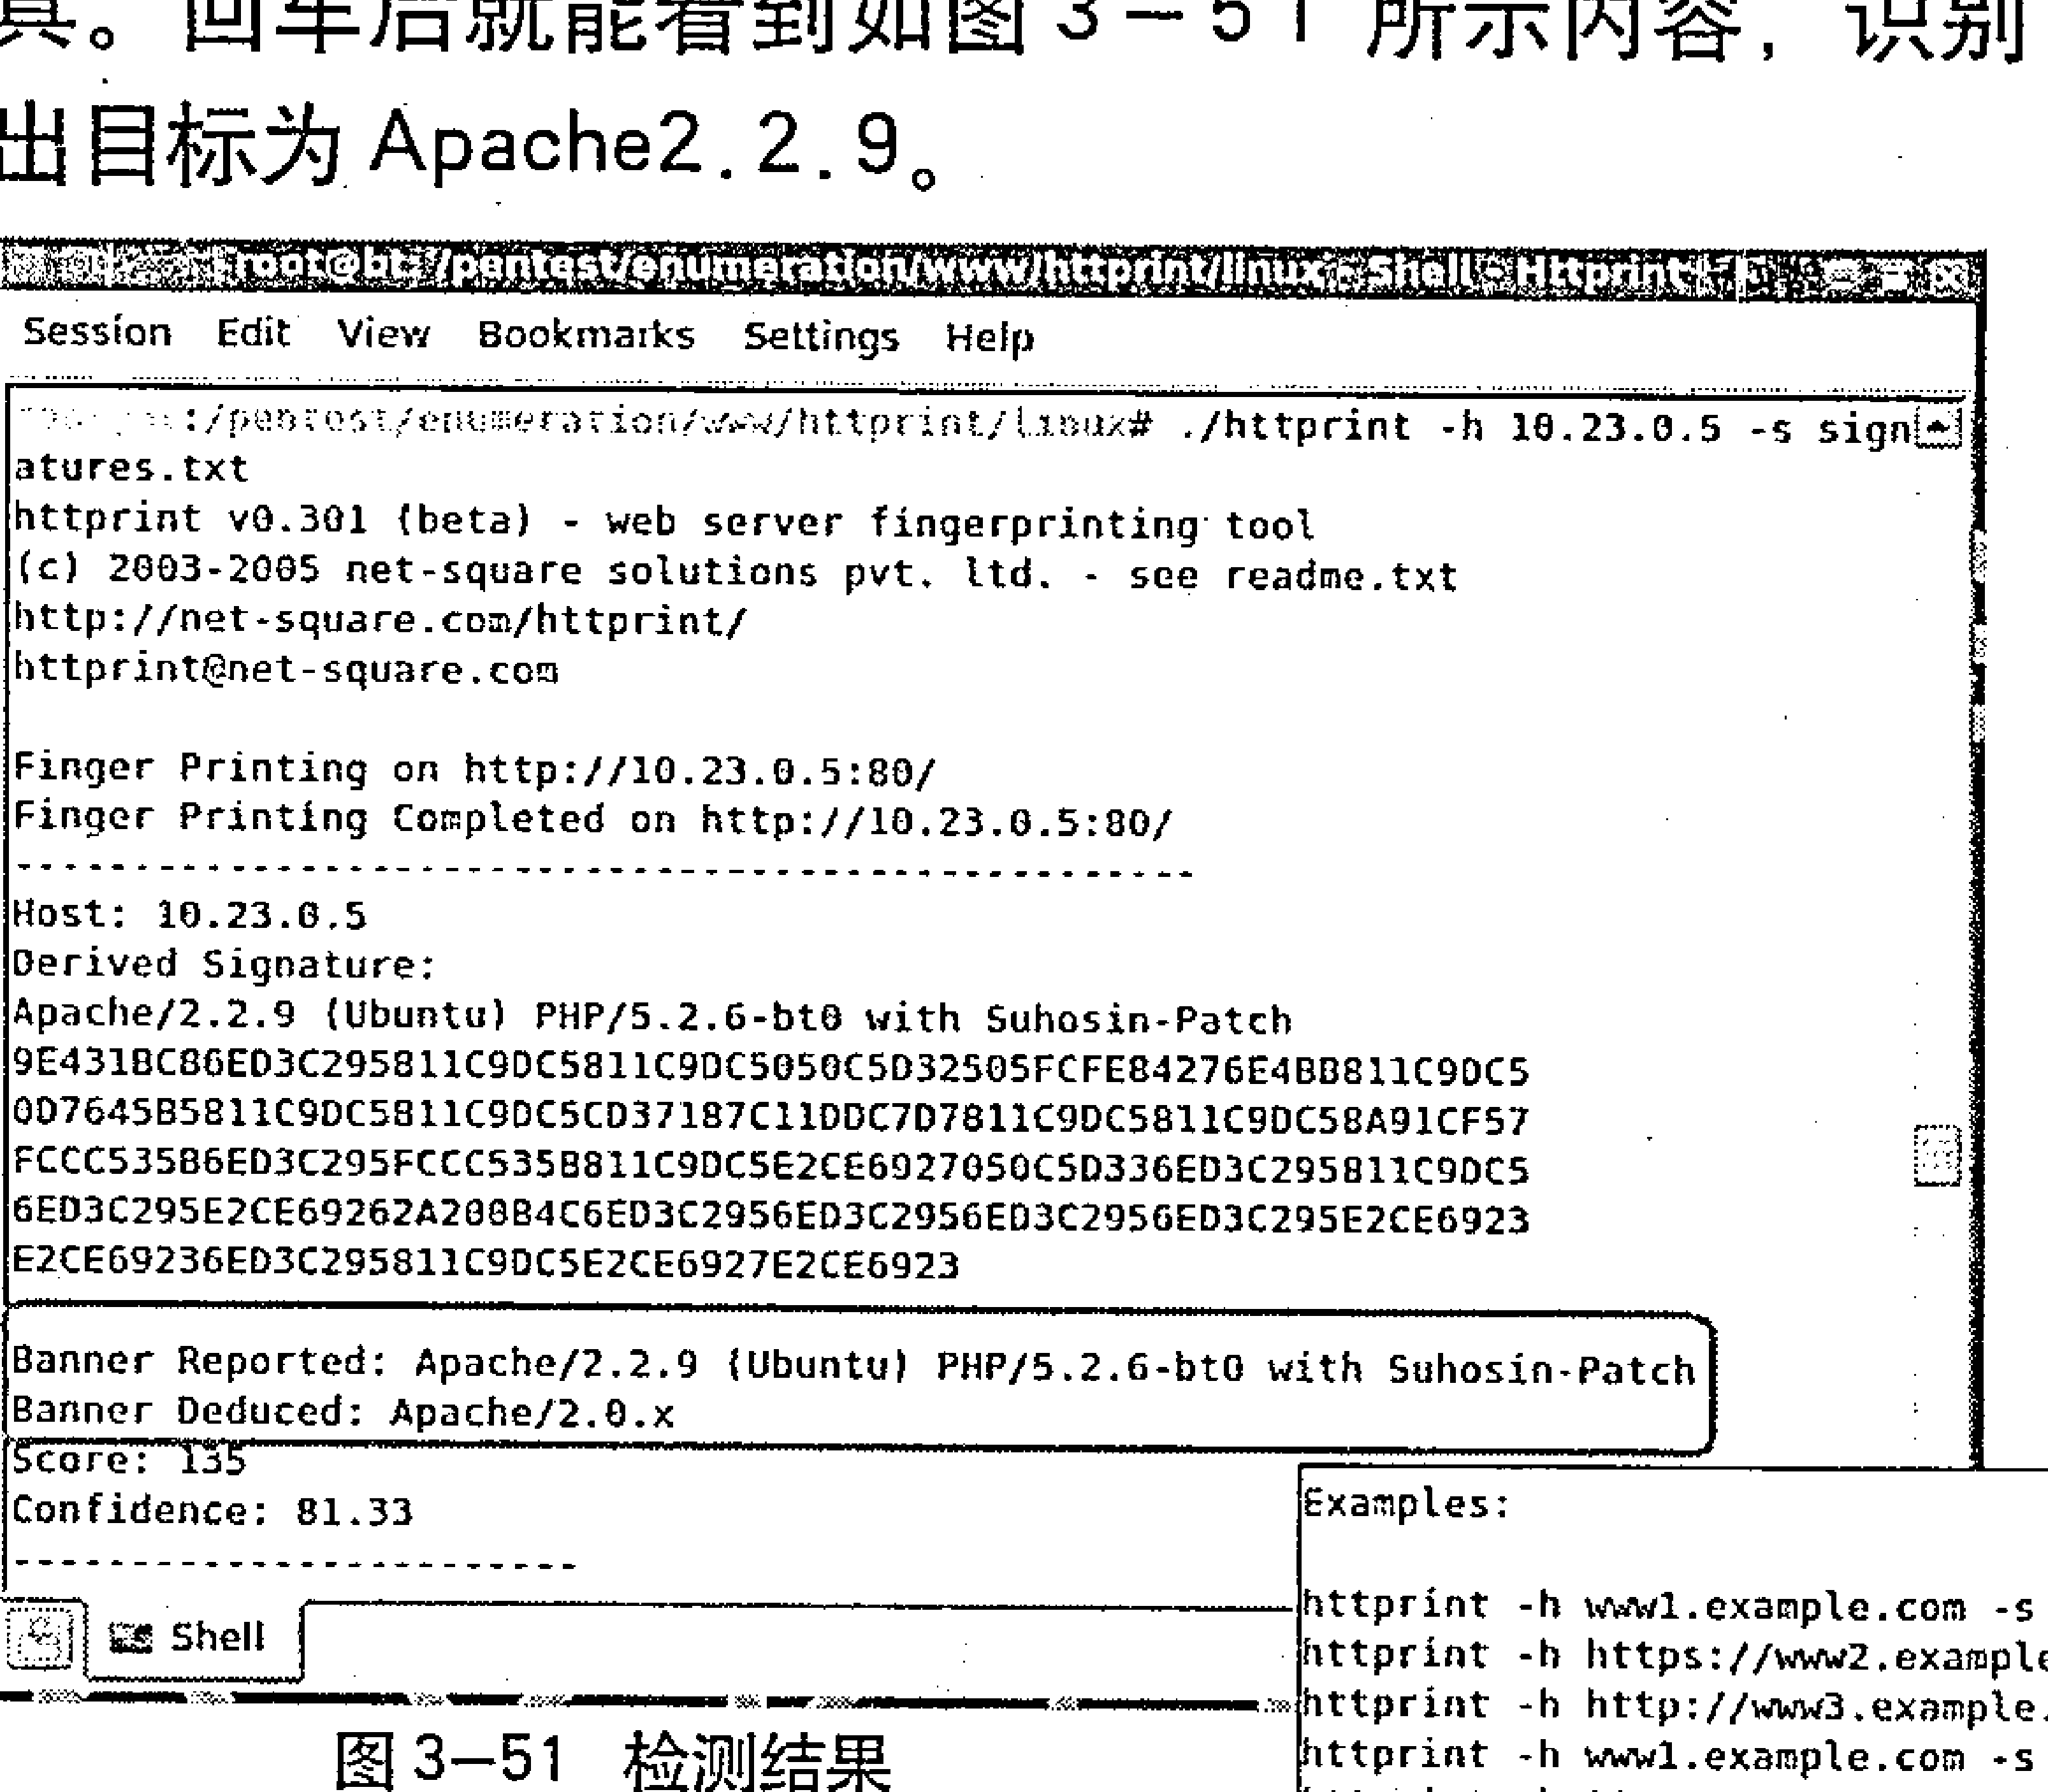 具。回车后就能看到如图 3-51 所示内容，识别
出目标为 Apache2.2.9。
root@bt: /pentest/enumeration/www/httprint/linux - Shell - Httprint
Session Edit View Bookmarks Settings Help
:/pentest/enumeration/www/httprint/linux# ./httprint -h 10.23.0.5 -s sign
atures.txt
httprint v0.301 (beta) - web server fingerprinting tool
(c) 2003-2005 net-square solutions pvt. ltd. - see readme.txt
http://net-square.com/httprint/
httprint@net-square.com
Finger Printing on http://10.23.0.5:80/
Finger Printing Completed on http://10.23.0.5:80/
--------------------------------------------------
Host: 10.23.0.5
Derived Signature:
Apache/2.2.9 (Ubuntu) PHP/5.2.6-bt0 with Suhosin-Patch
9E431BC86ED3C295811C9DC5811C9DC5050C5D32505FCFE84276E4BB811C9DC5
0D7645B5811C9DC5811C9DC5CD37187C11DDC7D7811C9DC5811C9DC58A91CF57
FCCC535B6ED3C295FCCC535B811C9DC5E2CE6927050C5D336ED3C295811C9DC5
6ED3C295E2CE69262A200B4C6ED3C2956ED3C2956ED3C2956ED3C295E2CE6923
E2CE69236ED3C295811C9DC5E2CE6927E2CE6923
Banner Reported: Apache/2.2.9 (Ubuntu) PHP/5.2.6-bt0 with Suhosin-Patch
Banner Deduced: Apache/2.0.x
Score: 135
Confidence: 81.33
------------------------
Shell
Examples:
httprint -h www1.example.com -s
httprint -h https://www2.example
httprint -h http://www3.example.
httprint -h www1.example.com -s
图 3-51 检测结果